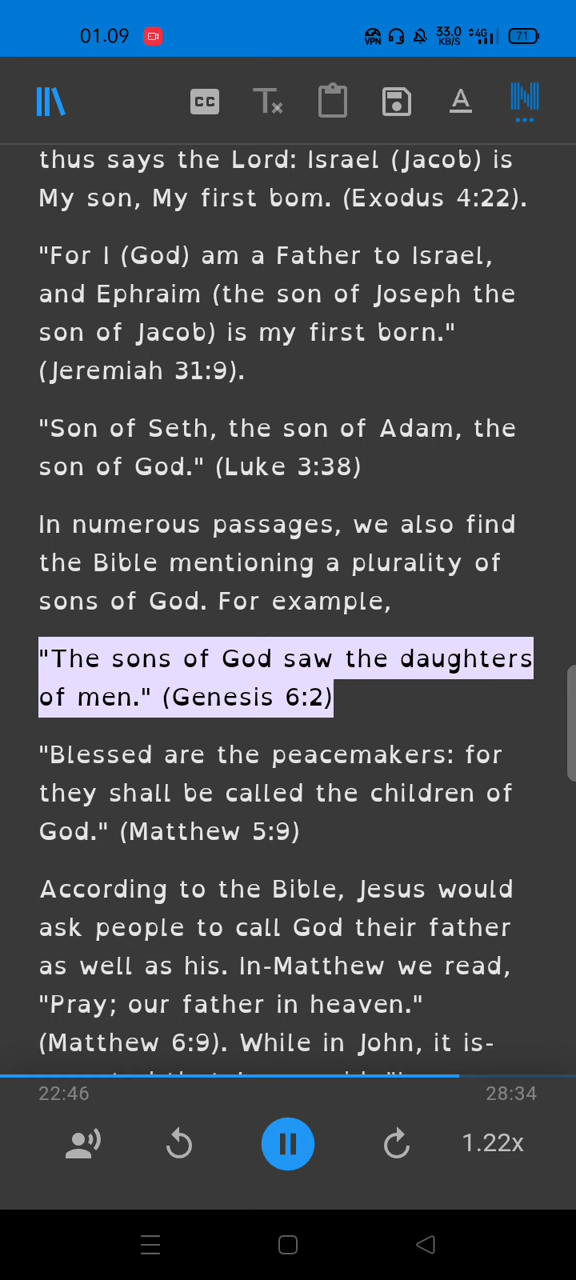 01.09
VPN
33.0
KB/S
4G
71
CC
Tx
A
thus says the Lord: Israel (Jacob) is
My son, My first bom. (Exodus 4:22).
"For I (God) am a Father to Israel,
and Ephraim (the son of Joseph the
son of Jacob) is my first born."
(Jeremiah 31:9).
"Son of Seth, the son of Adam, the
son of God." (Luke 3:38)
In numerous passages, we also find
the Bible mentioning a plurality of
sons of God. For example,
"The sons of God saw the daughters
of men." (Genesis 6:2)
"Blessed are the peacemakers: for
they shall be called the children of
God." (Matthew 5:9)
According to the Bible, Jesus would
ask people to call God their father
as well as his. In-Matthew we read,
"Pray; our father in heaven."
(Matthew 6:9). While in John, it is-
22:46
28:34
1.22x